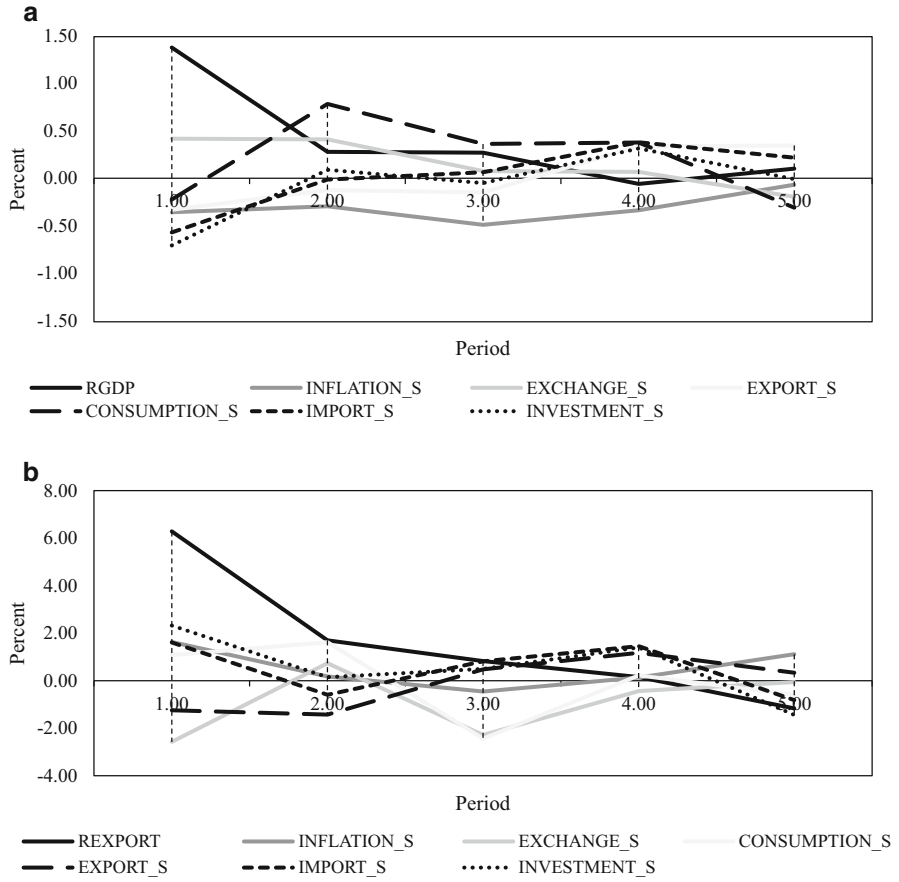 a
1.50
1.00
0.50
0.00
-0.50
-1.00
-1.50
Percent
1.00 2.00 3.00 4.00 5.00
Period
RGDP INFLATION_S EXCHANGE_S EXPORT_S
CONSUMPTION_S IMPORT_S INVESTMENT_S
b
8.00
6.00
4.00
2.00
0.00
-2.00
-4.00
Percent
1.00 2.00 3.00 4.00 5.00
Period
REXPORT INFLATION_S EXCHANGE_S CONSUMPTION_S
EXPORT_S IMPORT_S INVESTMENT_S